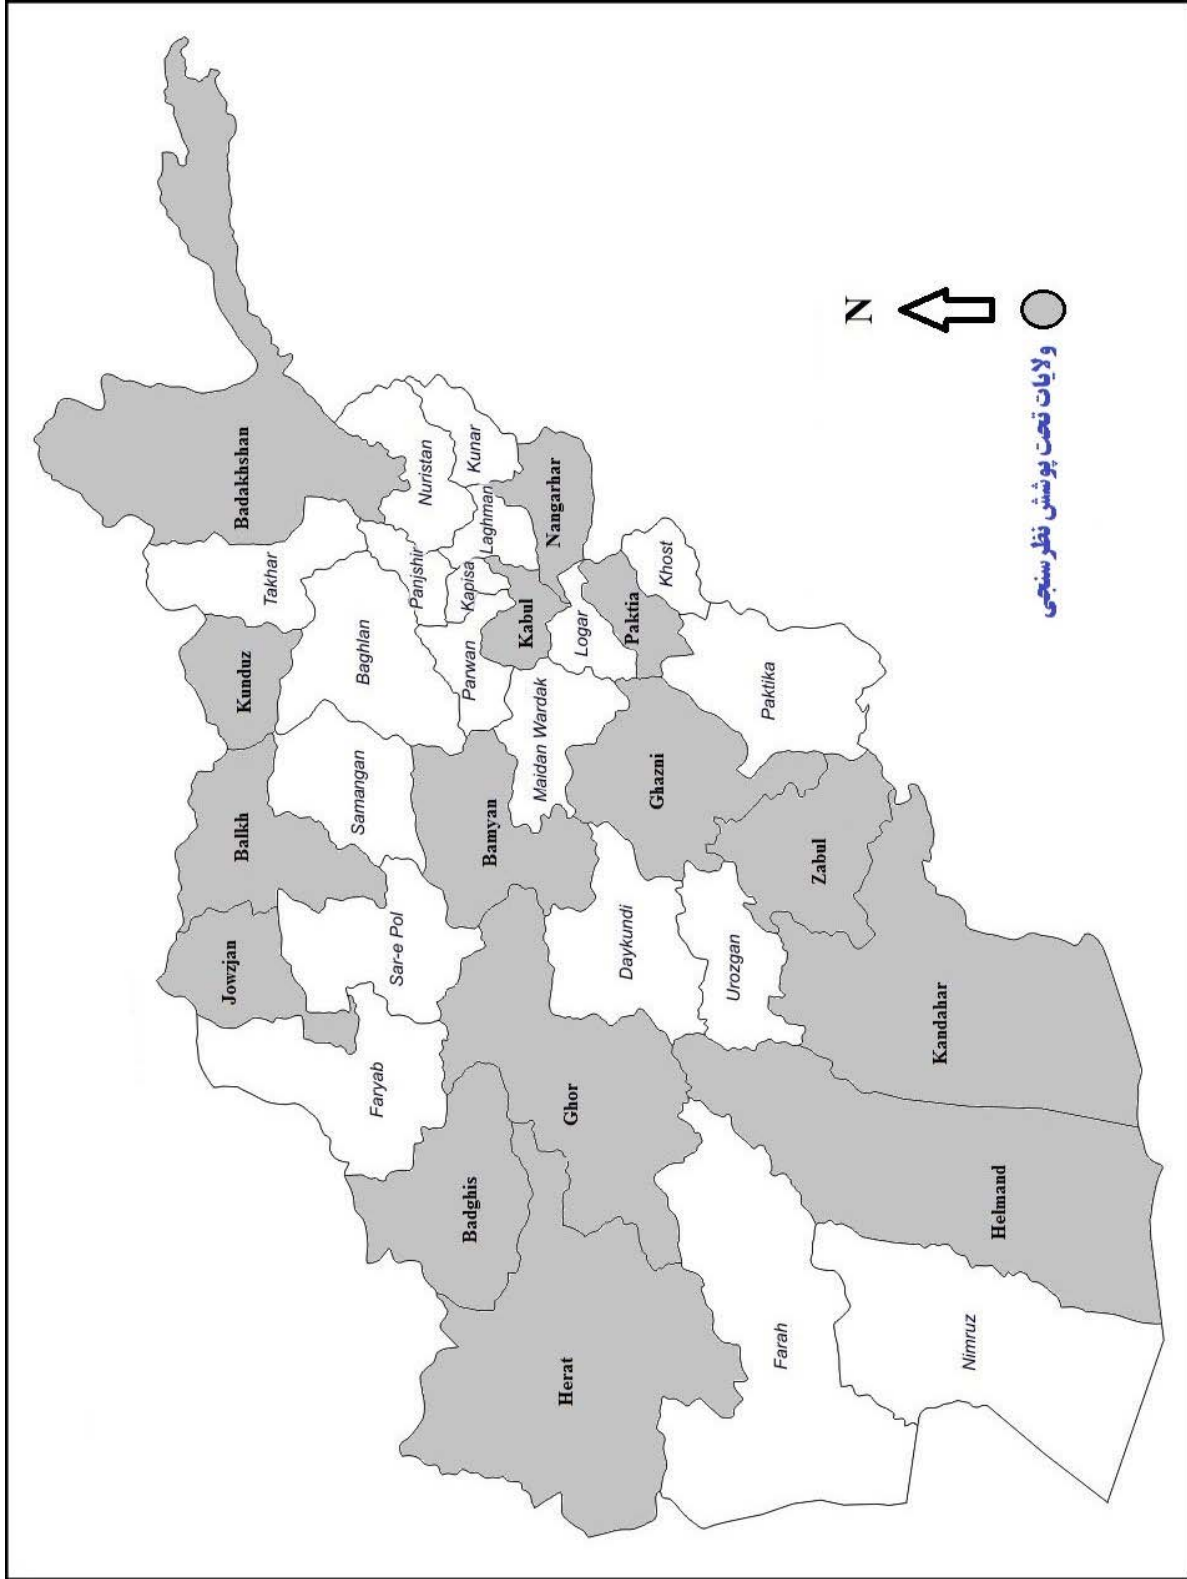 Badakhshan
Takhar
Kunduz
Balkh
Jowzjan
Faryab
Sar-e Pol
Samangan
Baghlan
Panjshir
Nuristan
Kunar
Laghman
Kapisa
Parwan
Kabul
Nangarhar
Logar
Paktia
Khost
Maidan Wardak
Bamyan
Ghazni
Paktika
Badghis
Ghor
Herat
Daykundi
Urozgan
Zabul
Farah
Nimruz
Helmand
Kandahar
N
ولایات تحت پوشش نظرسنجی